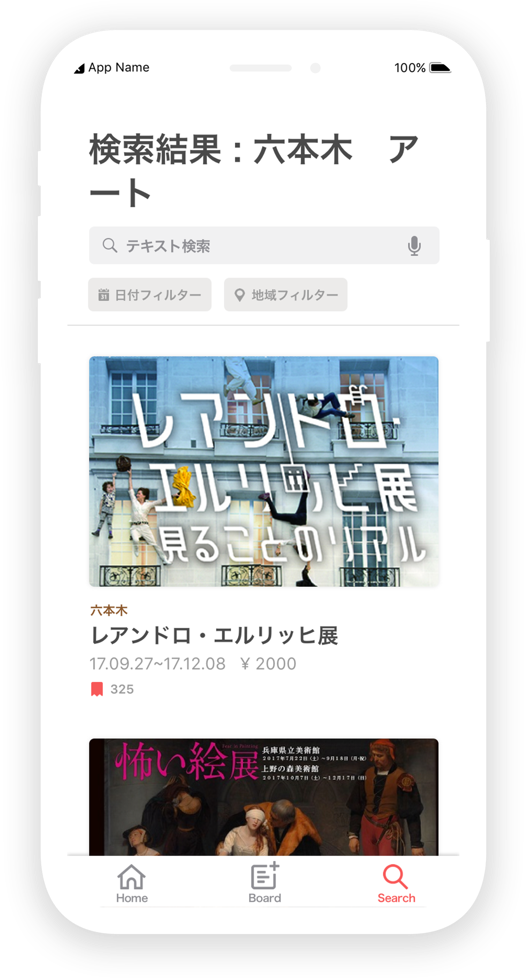 App Name
100%
検索結果：六本木　ア
ート
テキスト検索
日付フィルター
地域フィルター
レアンドロ・
エルリッヒ展
見ることのリアル
六本木
レアンドロ・エルリッヒ展
17.09.27~17.12.08 ¥ 2000
325
怖い絵展
兵庫県立美術館
2017年7月22日(土)~9月18日(月・祝)
上野の森美術館
2017年10月7日(土)~12月17日(日)
Home
Board
Search